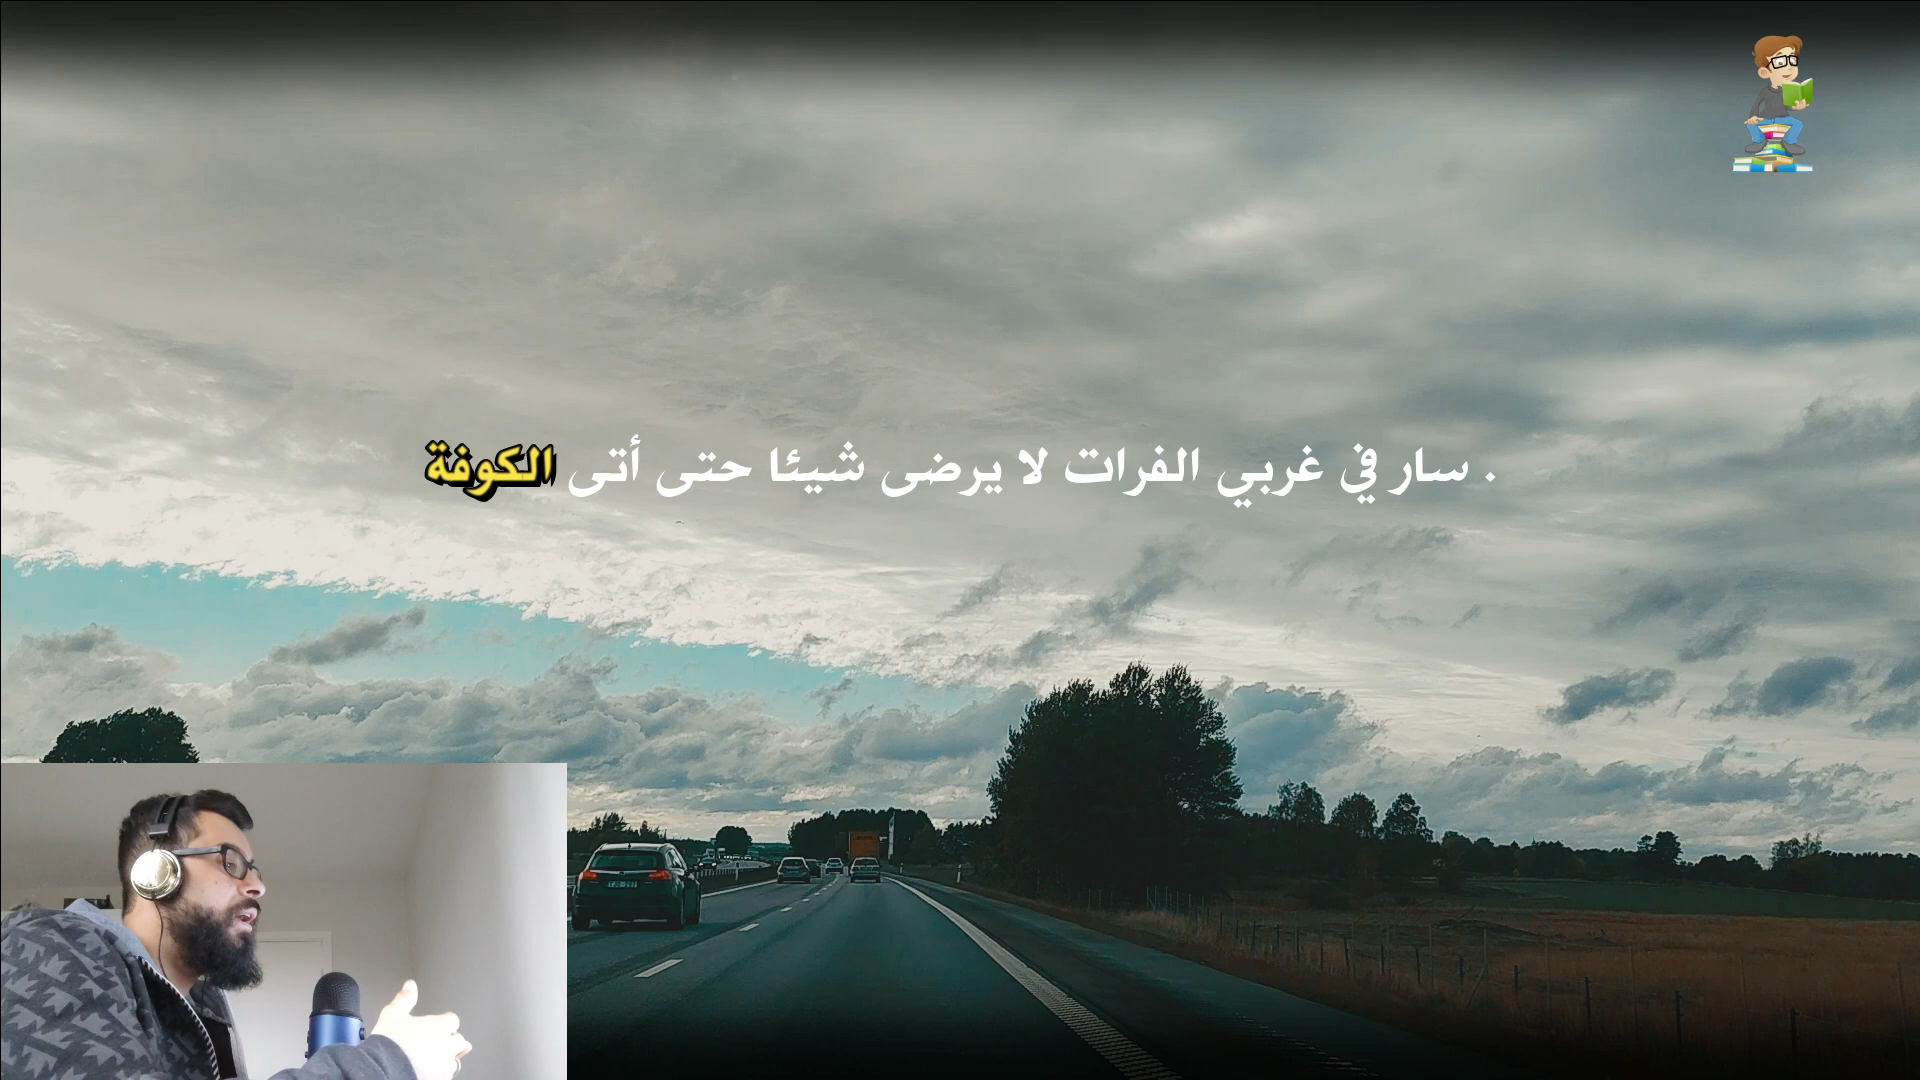 . سار في غربي الفرات لا يرضى شيئا حتى أتى الكوفة